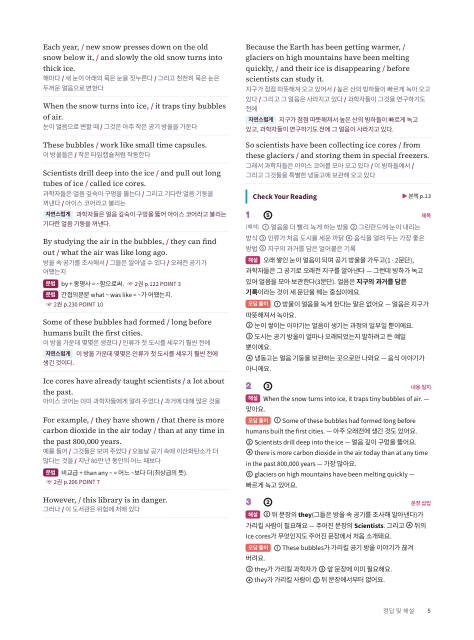 Each year, / new snow presses down on the old
snow below it, / and slowly the old snow turns into
thick ice.
해마다 / 새 눈이 아래의 묵은 눈을 짓누른다 / 그리고 천천히 묵은 눈은
두꺼운 얼음으로 변한다
When the snow turns into ice, / it traps tiny bubbles
of air.
눈이 얼음으로 변할 때 / 그것은 아주 작은 공기 방울을 가둔다
These bubbles / work like small time capsules.
이 방울들은 / 작은 타임캡슐처럼 작동한다
Scientists drill deep into the ice / and pull out long
tubes of ice / called ice cores.
과학자들은 얼음 깊숙이 구멍을 뚫는다 / 그리고 기다란 얼음 기둥을
꺼낸다 / 아이스 코어라고 불리는
자연스럽게 과학자들은 얼음 깊숙이 구멍을 뚫어 아이스 코어라고 불리는
기다란 얼음 기둥을 꺼낸다.
By studying the air in the bubbles, / they can find
out / what the air was like long ago.
방울 속 공기를 조사해서 / 그들은 알아낼 수 있다 / 오래전 공기가
어땠는지
문법 by + 동명사 = ~함으로써, ☞ 2권 p.222 POINT 3
문법 간접의문문 what ~ was like = ~가 어땠는지,
☞ 2권 p.230 POINT 10
Some of these bubbles had formed / long before
humans built the first cities.
이 방울 가운데 몇몇은 생겼다 / 인류가 첫 도시를 세우기 훨씬 전에
자연스럽게 이 방울 가운데 몇몇은 인류가 첫 도시를 세우기 훨씬 전에
생긴 것이다.
Ice cores have already taught scientists / a lot about
the past.
아이스 코어는 이미 과학자들에게 알려 주었다 / 과거에 대해 많은 것을
For example, / they have shown / that there is more
carbon dioxide in the air today / than at any time in
the past 800,000 years.
예를 들어 / 그것들은 보여 주었다 / 오늘날 공기 속에 이산화탄소가 더
많다는 것을 / 지난 80만 년 동안의 어느 때보다
문법 비교급 + than any ~ = 어느 ~보다 더(최상급의 뜻).
☞ 2권 p.206 POINT 7
However, / this library is in danger.
그러나 / 이 도서관은 위험에 처해 있다
Because the Earth has been getting warmer, /
glaciers on high mountains have been melting
quickly, / and their ice is disappearing / before
scientists can study it.
지구가 점점 따뜻해져 오고 있어서 / 높은 산의 빙하들이 빠르게 녹아 오고
있다 / 그리고 그 얼음은 사라지고 있다 / 과학자들이 그것을 연구하기도
전에
자연스럽게 지구가 점점 따뜻해져서 높은 산의 빙하들이 빠르게 녹고
있고, 과학자들이 연구하기도 전에 그 얼음이 사라지고 있다.
So scientists have been collecting ice cores / from
these glaciers / and storing them in special freezers.
그래서 과학자들은 아이스 코어를 모아 오고 있다 / 이 빙하들에서 /
그리고 그것들을 특별한 냉동고에 보관해 오고 있다
Check Your Reading ▶ 본책 p.13
1 ⑤ 제목
[해석] ① 얼음을 더 빨리 녹게 하는 방울 ② 그린란드에 눈이 내리는
방식 ③ 인류가 처음 도시를 세운 까닭 ④ 음식을 얼려 두는 가장 좋은
방법 ⑤ 지구의 과거를 담은 얼어붙은 기록
해설 오래 쌓인 눈이 얼음이 되며 공기 방울을 가두고(1·2문단),
과학자들은 그 공기로 오래전 지구를 알아낸다 — 그런데 빙하가 녹고
있어 얼음을 모아 보관한다(3문단). 얼음은 지구의 과거를 담은
기록이라는 것이 세 문단을 꿰는 중심이에요.
오답 풀이 ① 방울이 얼음을 녹게 한다는 말은 없어요 — 얼음은 지구가
따뜻해져서 녹아요.
② 눈이 쌓이는 이야기는 얼음이 생기는 과정의 일부일 뿐이에요.
③ 도시는 공기 방울이 얼마나 오래되었는지 말하려고 든 예일
뿐이에요.
④ 냉동고는 얼음 기둥을 보관하는 곳으로만 나와요 — 음식 이야기가
아니에요.
2 ③ 내용 일치
해설 When the snow turns into ice, it traps tiny bubbles of air. —
맞아요.
오답 풀이 ① Some of these bubbles had formed long before
humans built the first cities. — 아주 오래전에 생긴 것도 있어요.
② Scientists drill deep into the ice — 얼음 깊이 구멍을 뚫어요.
④ there is more carbon dioxide in the air today than at any time
in the past 800,000 years — 가장 많아요.
⑤ glaciers on high mountains have been melting quickly —
빠르게 녹고 있어요.
3 ② 문장 삽입
해설 ② 뒤 문장의 they(그들은 방울 속 공기를 조사해 알아낸다)가
가리킬 사람이 필요해요 — 주어진 문장의 Scientists. 그리고 ④ 뒤의
Ice cores가 무엇인지도 주어진 문장에서 처음 소개돼요.
오답 풀이 ① These bubbles가 가리킬 공기 방울 이야기가 끊겨
버려요.
③ they가 가리킬 과학자가 ③ 앞 문장에 이미 필요해요.
④ they가 가리킬 사람이 ② 뒤 문장에서부터 없어요.
정답 및 해설 5